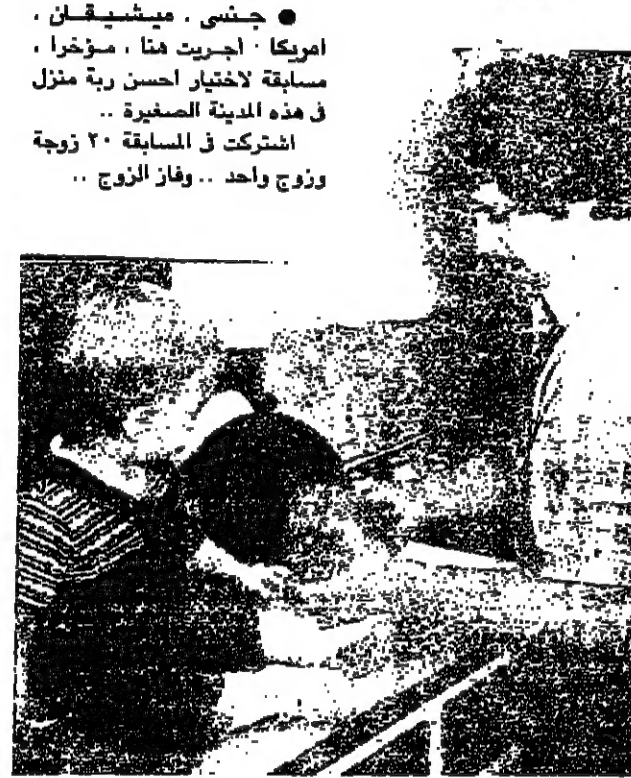 ● جنسى ، ميشيقان ،
امريكا · اجريت هنا ، مؤخرا ،
مسابقة لاختيار احسن ربة منزل
فى هذه المدينة الصغيرة ..
اشتركت فى المسابقة ٢٠ زوجة
وزوج واحد .. وفاز الزوج ..